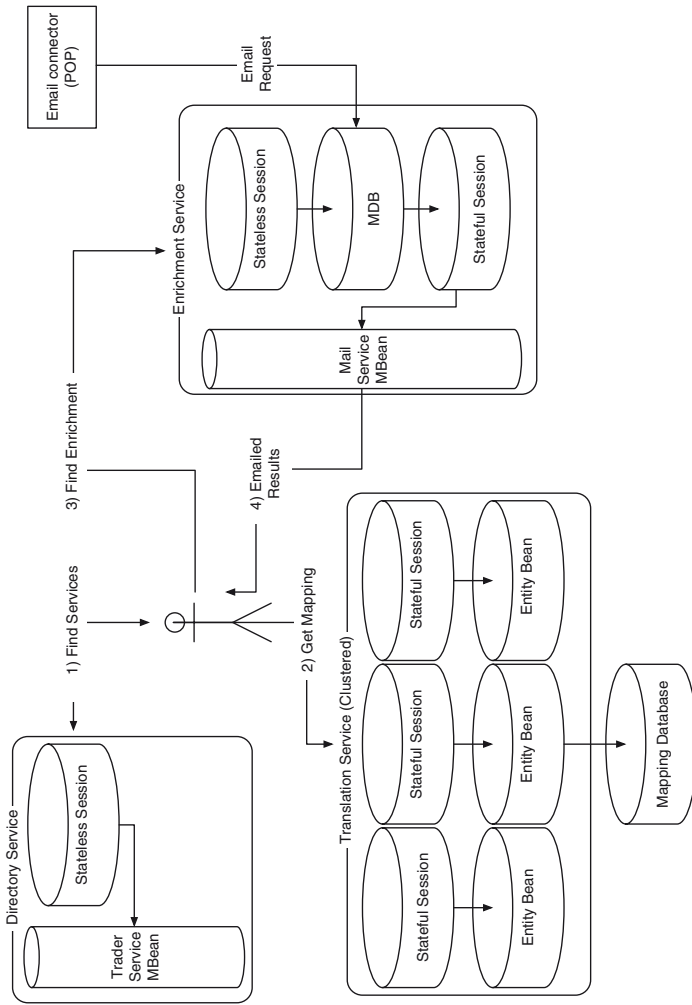 Directory Service
Stateless Session
Trader
Service
MBean
1) Find Services
3) Find Enrichment
Email connector
(POP)
Email
Request
Enrichment Service
Stateless Session
MDB
Stateful Session
Mail
Service
MBean
4) Emailed
Results
2) Get Mapping
Translation Service (Clustered)
Stateful Session
Stateful Session
Stateful Session
Entity Bean
Entity Bean
Entity Bean
Mapping Database